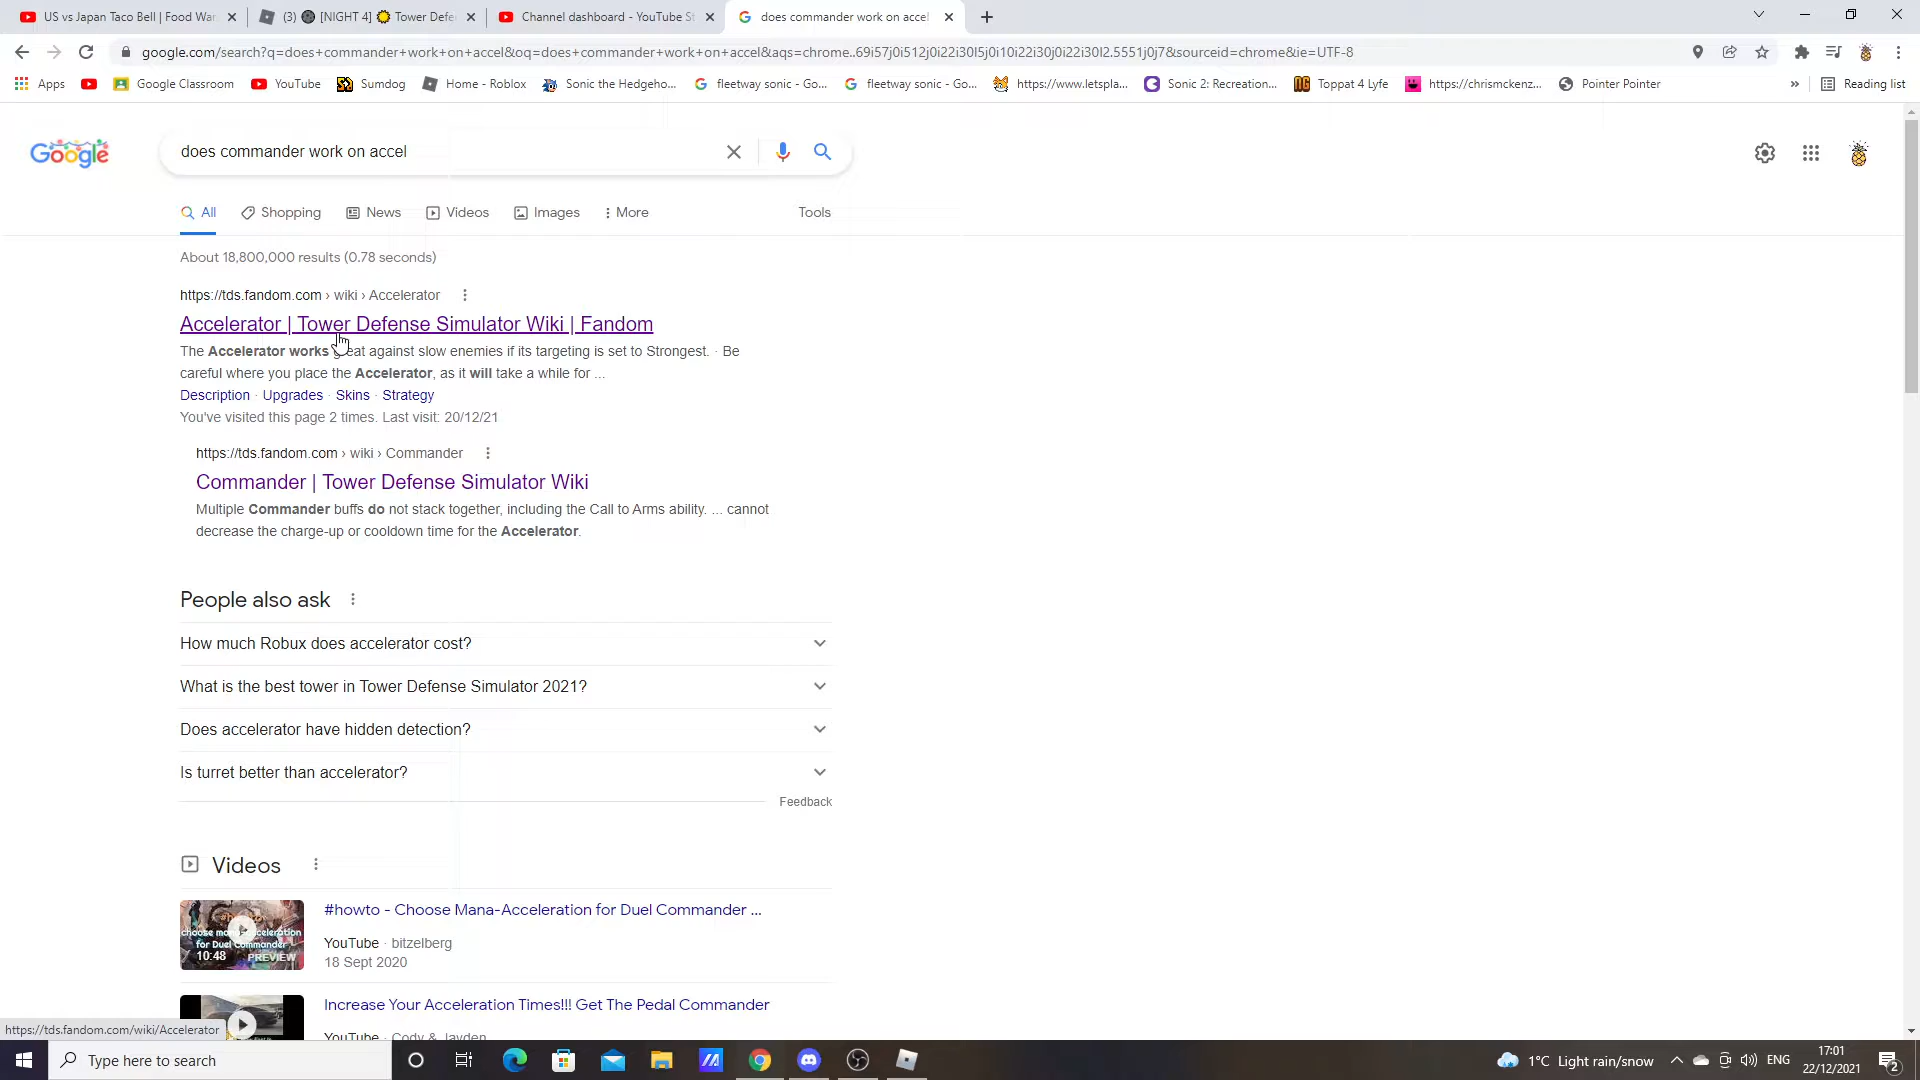 US vs Japan Taco Bell | Food War
(3) [NIGHT 4] Tower Defe
Channel dashboard - YouTube St
does commander work on accel
google.com/search?q=does+commander+work+on+accel&oq=does+commander+work+on+accel&aqs=chrome..69i57j0i512j0i22i30l5j0i10i22i30j0i22i30l2.5551j0j7&sourceid=chrome&ie=UTF-8
Apps
Google Classroom
YouTube
Sumdog
Home - Roblox
Sonic the Hedgeho...
fleetway sonic - Go...
fleetway sonic - Go...
https://www.letspla...
Sonic 2: Recreation...
Toppat 4 Lyfe
https://chrismckenz...
Pointer Pointer
»
Reading list
Google
does commander work on accel
All
Shopping
News
Videos
Images
More
Tools
About 18,800,000 results (0.78 seconds)
https://tds.fandom.com › wiki › Accelerator
Accelerator | Tower Defense Simulator Wiki | Fandom
The Accelerator works great against slow enemies if its targeting is set to Strongest. · Be
careful where you place the Accelerator, as it will take a while for ...
Description · Upgrades · Skins · Strategy
You've visited this page 2 times. Last visit: 20/12/21
https://tds.fandom.com › wiki › Commander
Commander | Tower Defense Simulator Wiki
Multiple Commander buffs do not stack together, including the Call to Arms ability. ... cannot
decrease the charge-up or cooldown time for the Accelerator.
People also ask
How much Robux does accelerator cost?
What is the best tower in Tower Defense Simulator 2021?
Does accelerator have hidden detection?
Is turret better than accelerator?
Feedback
Videos
#howto
choose mana-acceleration
for Duel Commander
10:48 PREVIEW
#howto - Choose Mana-Acceleration for Duel Commander ...
YouTube · bitzelberg
18 Sept 2020
Increase Your Acceleration Times!!! Get The Pedal Commander
YouTube · Cody & Jayden
https://tds.fandom.com/wiki/Accelerator
Type here to search
1°C Light rain/snow
ENG
17:01
22/12/2021
2